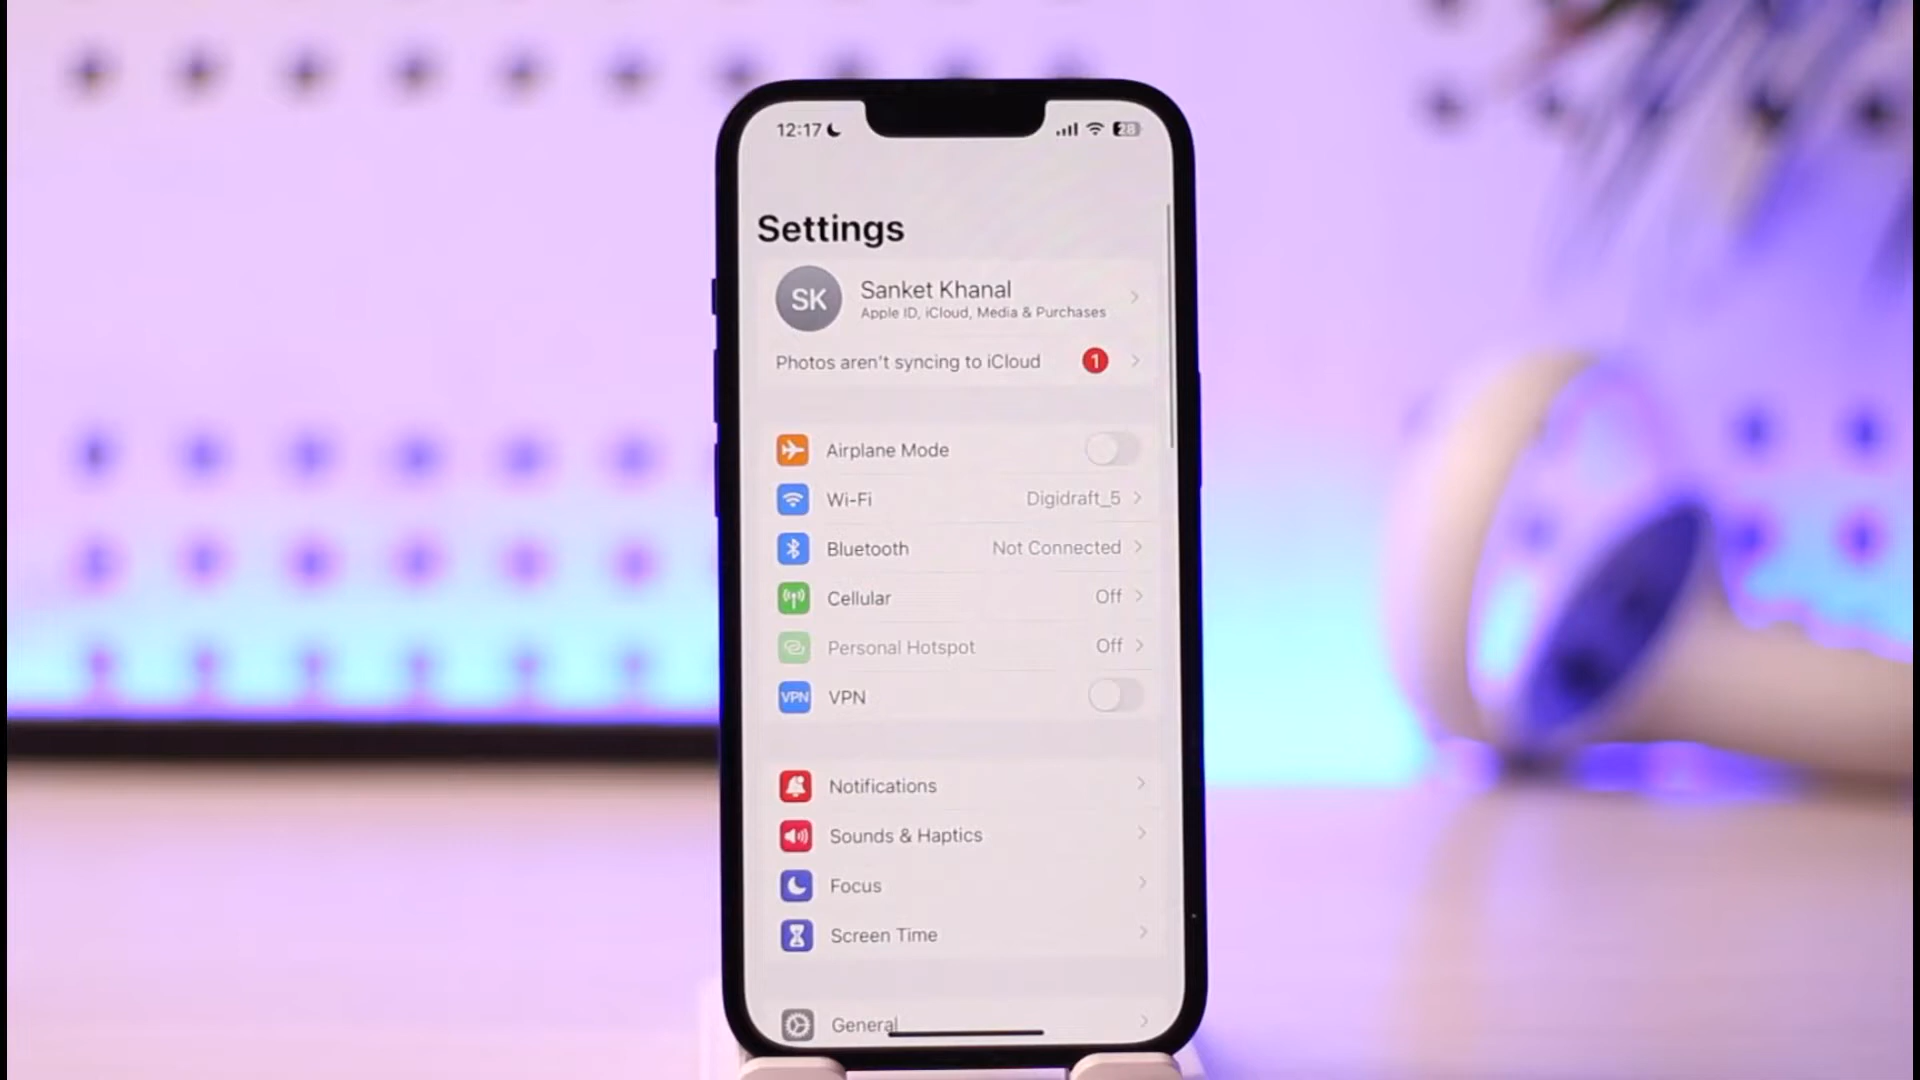 12:17
28
Settings
SK
Sanket Khanal
Apple ID, iCloud, Media & Purchases
Photos aren't syncing to iCloud 1
Airplane Mode
Wi-Fi Digidraft_5
Bluetooth Not Connected
Cellular Off
Personal Hotspot Off
VPN VPN
Notifications
Sounds & Haptics
Focus
Screen Time
General